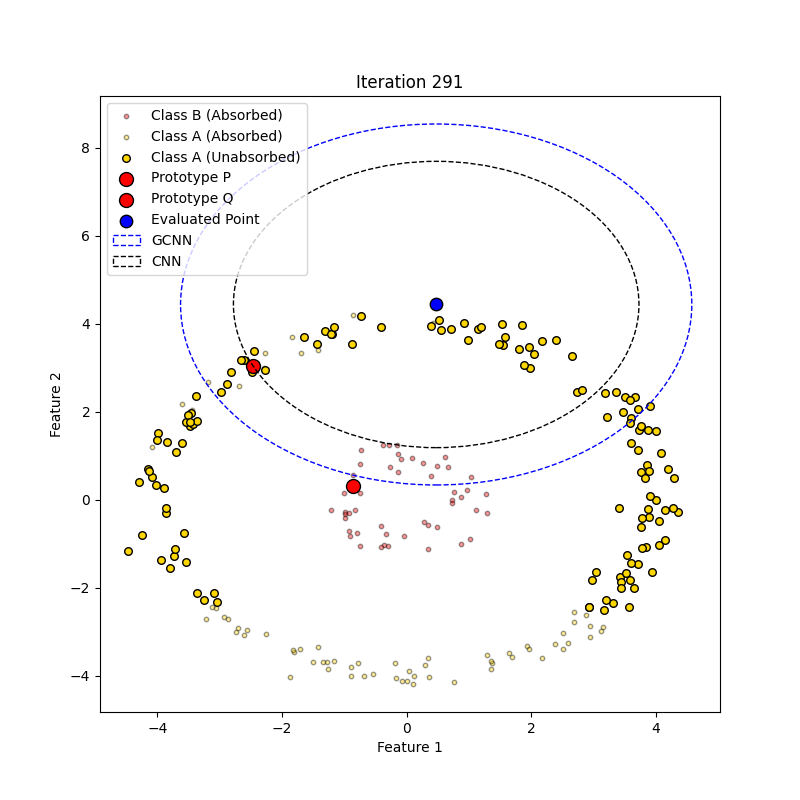 Iteration 291
Class B (Absorbed)
Class A (Absorbed)
Class A (Unabsorbed)
Prototype P
Prototype Q
Evaluated Point
GCNN
CNN
8
6
4
2
0
−2
−4
Feature 2
−4 −2 0 2 4
Feature 1